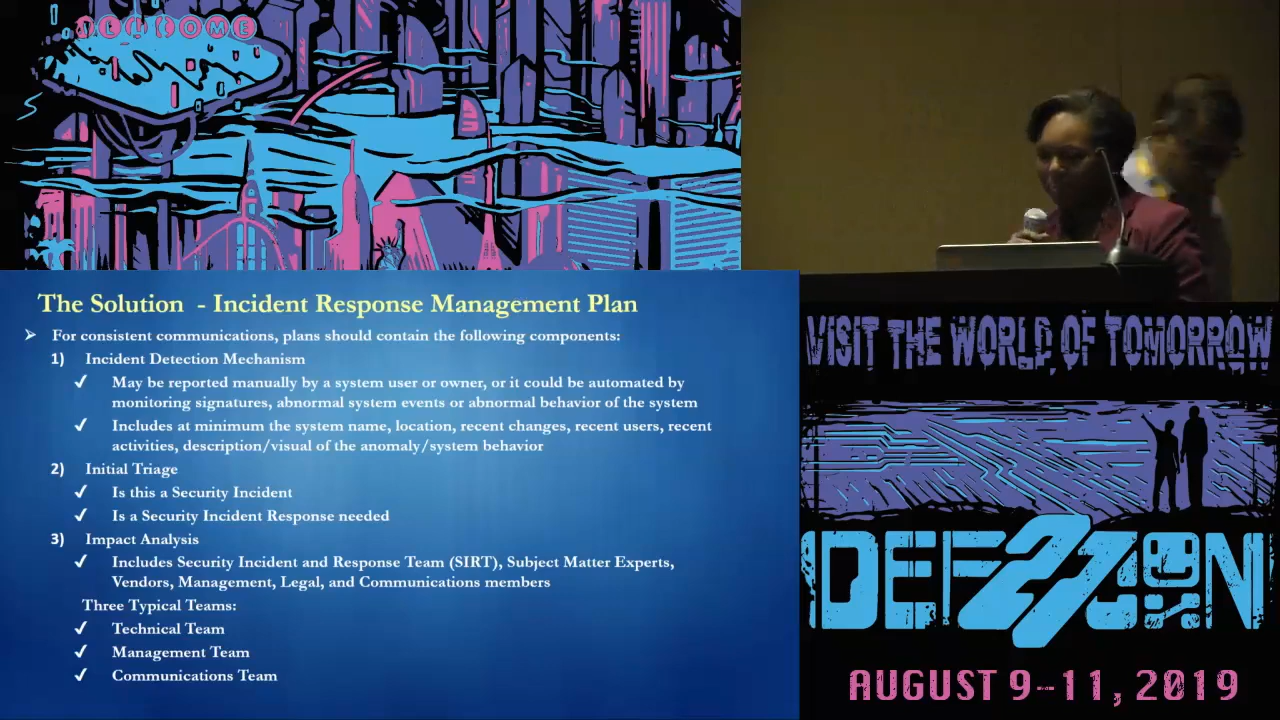 WELCOME
The Solution - Incident Response Management Plan
➢ For consistent communications, plans should contain the following components:
1) Incident Detection Mechanism
✓ May be reported manually by a system user or owner, or it could be automated by
monitoring signatures, abnormal system events or abnormal behavior of the system
✓ Includes at minimum the system name, location, recent changes, recent users, recent
activities, description/visual of the anomaly/system behavior
2) Initial Triage
✓ Is this a Security Incident
✓ Is a Security Incident Response needed
3) Impact Analysis
✓ Includes Security Incident and Response Team (SIRT), Subject Matter Experts,
Vendors, Management, Legal, and Communications members
Three Typical Teams:
✓ Technical Team
✓ Management Team
✓ Communications Team
VISIT THE WORLD OF TOMORROW
DEF 27 CON
AUGUST 9--11, 2019